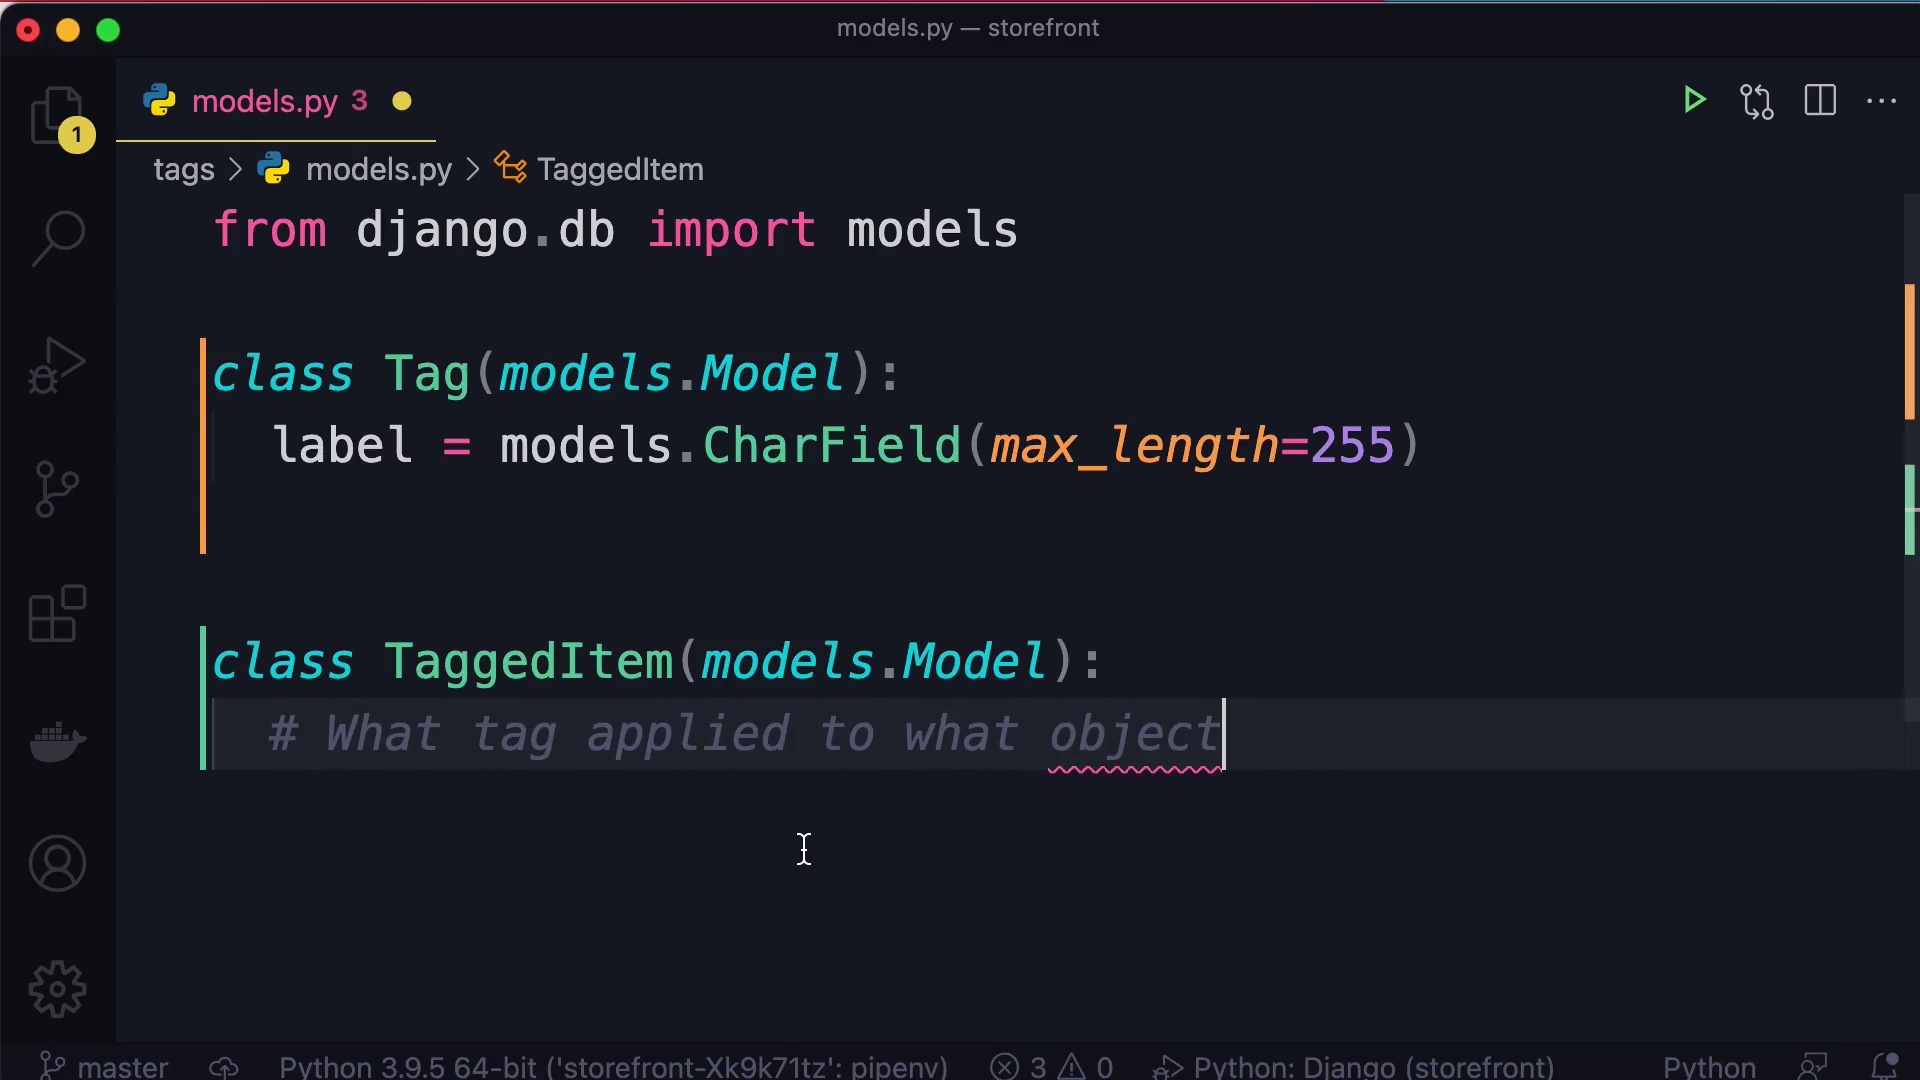 models.py — storefront
models.py 3
1
tags > models.py > TaggedItem
from django.db import models
class Tag(models.Model):
label = models.CharField(max_length=255)
class TaggedItem(models.Model):
# What tag applied to what object
master Python 3.9.5 64-bit ('storefront-Xk9k71tz': pipenv) 3 0 Python: Django (storefront) Python